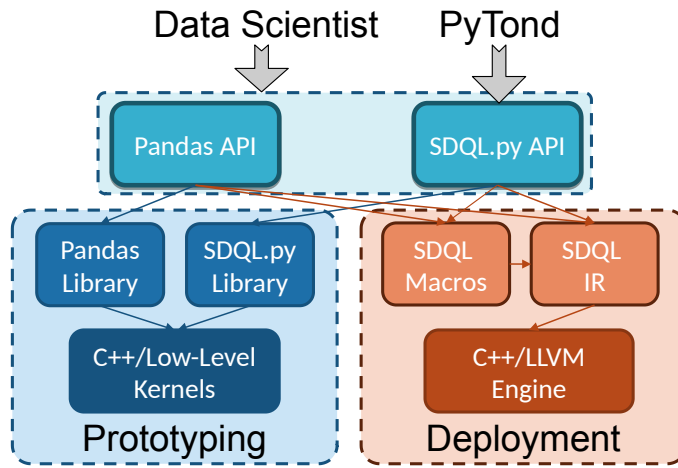 Data Scientist
PyTond
Pandas API
SDQL.py API
Pandas
Library
SDQL.py
Library
SDQL
Macros
SDQL
IR
C++/Low-Level
Kernels
C++/LLVM
Engine
Prototyping
Deployment